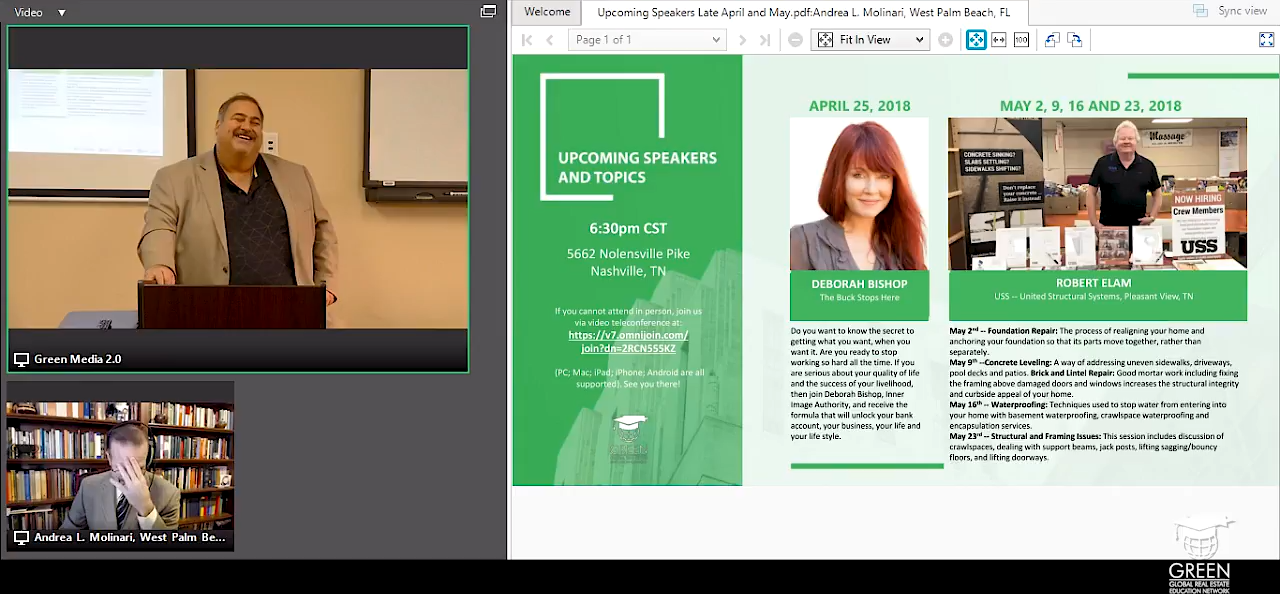 Video
Welcome
Upcoming Speakers Late April and May.pdf:Andrea L. Molinari, West Palm Beach, FL
Sync view
Page 1 of 1
Fit In View
100
Green Media 2.0
Andrea L. Molinari, West Palm Be...
UPCOMING SPEAKERS
AND TOPICS
6:30pm CST
5662 Nolensville Pike
Nashville, TN
If you cannot attend in person, join us
via video teleconference at:
https://v7.omnijoin.com/
join?dn=2RCN555KZ
(PC; Mac; iPad; iPhone; Android are all
supported). See you there!
APRIL 25, 2018
DEBORAH BISHOP
The Buck Stops Here
Do you want to know the secret to
getting what you want, when you
want it. Are you ready to stop
working so hard all the time. If you
are serious about your quality of life
and the success of your livelihood,
then join Deborah Bishop, Inner
Image Authority, and receive the
formula that will unlock your bank
account, your business, your life and
your life style.
MAY 2, 9, 16 AND 23, 2018
Massage
CONCRETE SINKING?
SLABS SETTLING?
SIDEWALKS SHIFTING?
Don't replace
your concrete...
Raise it instead!
NOW HIRING
Crew Members
USS
ROBERT ELAM
USS -- United Structural Systems, Pleasant View, TN
May 2nd -- Foundation Repair: The process of realigning your home and
anchoring your foundation so that its parts move together, rather than
separately.
May 9th --Concrete Leveling: A way of addressing uneven sidewalks, driveways,
pool decks and patios. Brick and Lintel Repair: Good mortar work including fixing
the framing above damaged doors and windows increases the structural integrity
and curbside appeal of your home.
May 16th -- Waterproofing: Techniques used to stop water from entering into
your home with basement waterproofing, crawlspace waterproofing and
encapsulation services.
May 23rd -- Structural and Framing Issues: This session includes discussion of
crawlspaces, dealing with support beams, jack posts, lifting sagging/bouncy
floors, and lifting doorways.
GREEN
GLOBAL REAL ESTATE
EDUCATION NETWORK